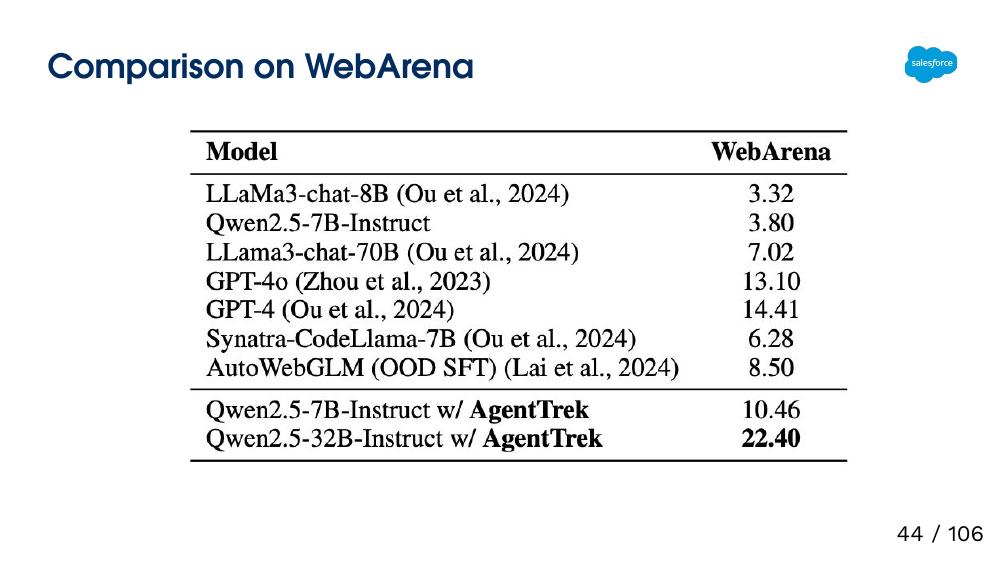 Comparison on WebArena
salesforce
Model WebArena
LLaMa3-chat-8B (Ou et al., 2024) 3.32
Qwen2.5-7B-Instruct 3.80
LLama3-chat-70B (Ou et al., 2024) 7.02
GPT-4o (Zhou et al., 2023) 13.10
GPT-4 (Ou et al., 2024) 14.41
Synatra-CodeLlama-7B (Ou et al., 2024) 6.28
AutoWebGLM (OOD SFT) (Lai et al., 2024) 8.50
Qwen2.5-7B-Instruct w/ AgentTrek 10.46
Qwen2.5-32B-Instruct w/ AgentTrek 22.40
44 / 106